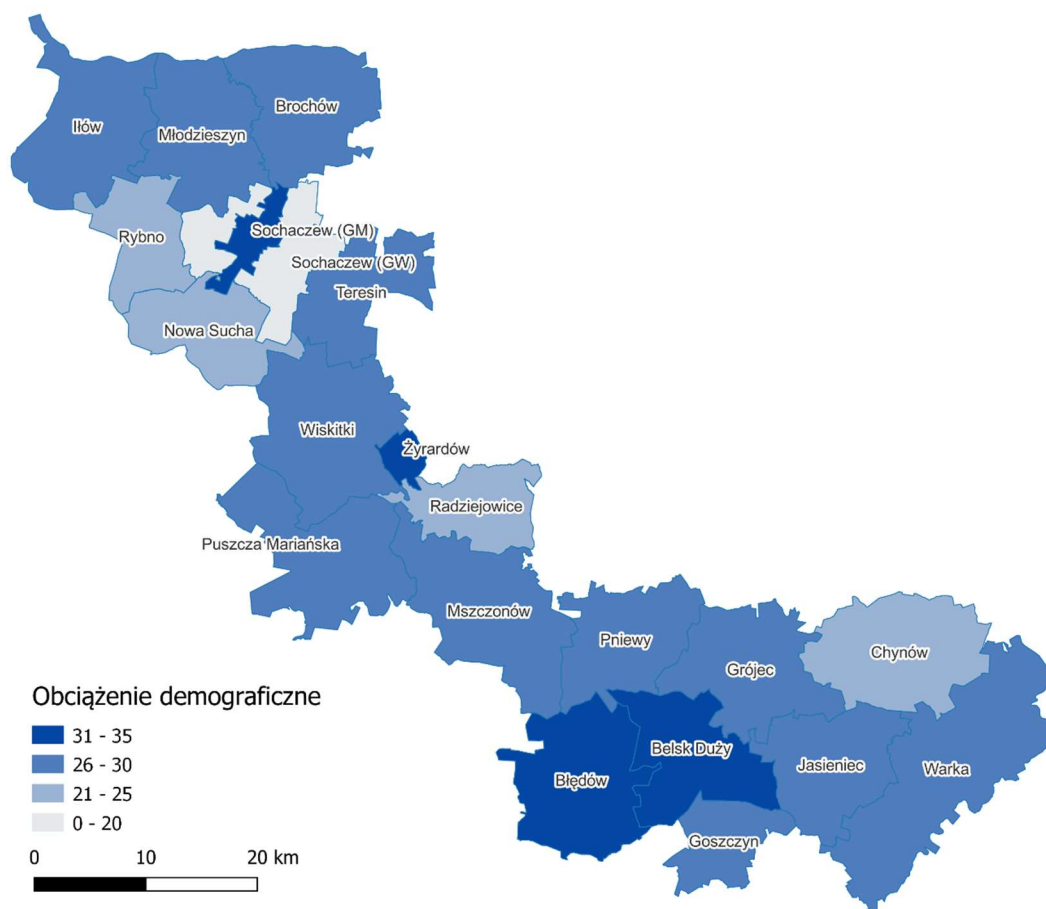 Brochów
Iłów
Młodzieszyn
Sochaczew (GM)
Rybno
Sochaczew (GW)
Teresin
Nowa Sucha
Wiskitki
Żyrardów
Radziejowice
Puszcza Mariańska
Mszczonów
Pniewy
Chynów
Grójec
Belsk Duży
Jasieniec
Warka
Błędów
Goszczyn
Obciążenie demograficzne
31 - 35
26 - 30
21 - 25
0 - 20
0 10 20 km